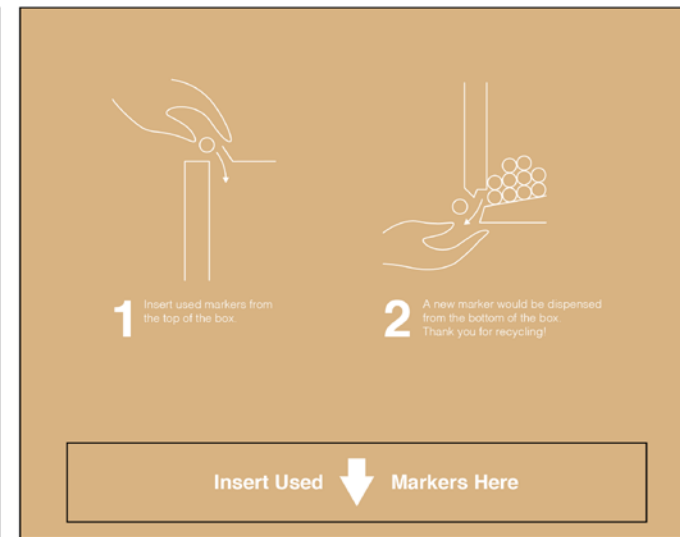 1
Insert used markers from
the top of the box.
2
A new marker would be dispensed
from the bottom of the box.
Thank you for recycling!
Insert Used Markers Here